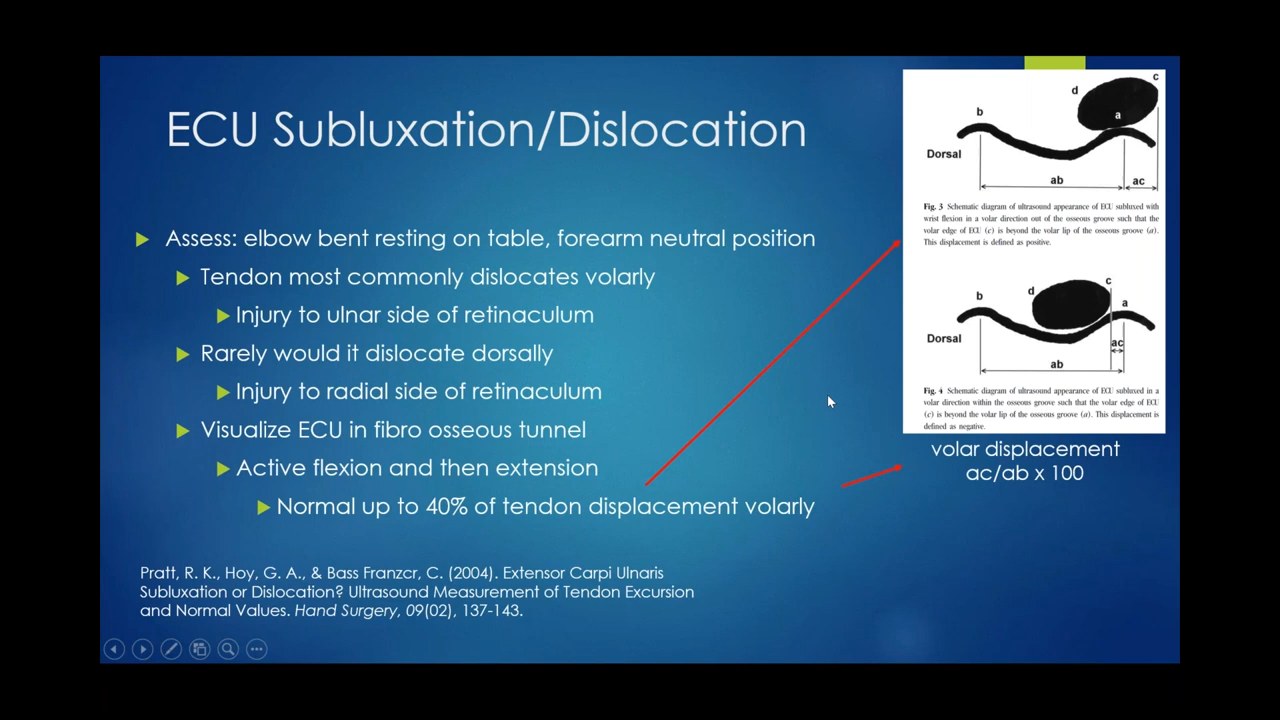 ECU Subluxation/Dislocation
Assess: elbow bent resting on table, forearm neutral position
Tendon most commonly dislocates volarly
Injury to ulnar side of retinaculum
Rarely would it dislocate dorsally
Injury to radial side of retinaculum
Visualize ECU in fibro osseous tunnel
Active flexion and then extension
Normal up to 40% of tendon displacement volarly
Pratt, R. K., Hoy, G. A., & Bass Franzcr, C. (2004). Extensor Carpi Ulnaris
Subluxation or Dislocation? Ultrasound Measurement of Tendon Excursion
and Normal Values. Hand Surgery, 09(02), 137-143.
c
d
b
a
Dorsal
ab
ac
Fig. 3 Schematic diagram of ultrasound appearance of ECU subluxed with
wrist flexion in a volar direction out of the osseous groove such that the
volar edge of ECU (c) is beyond the volar lip of the osseous groove (a).
This displacement is defined as positive.
c
d
b
a
Dorsal
ac
ab
Fig. 4 Schematic diagram of ultrasound appearance of ECU subluxed in a
volar direction within the osseous groove such that the volar edge of ECU
(c) is beyond the volar lip of the osseous groove (a). This displacement is
defined as negative.
volar displacement
ac/ab x 100